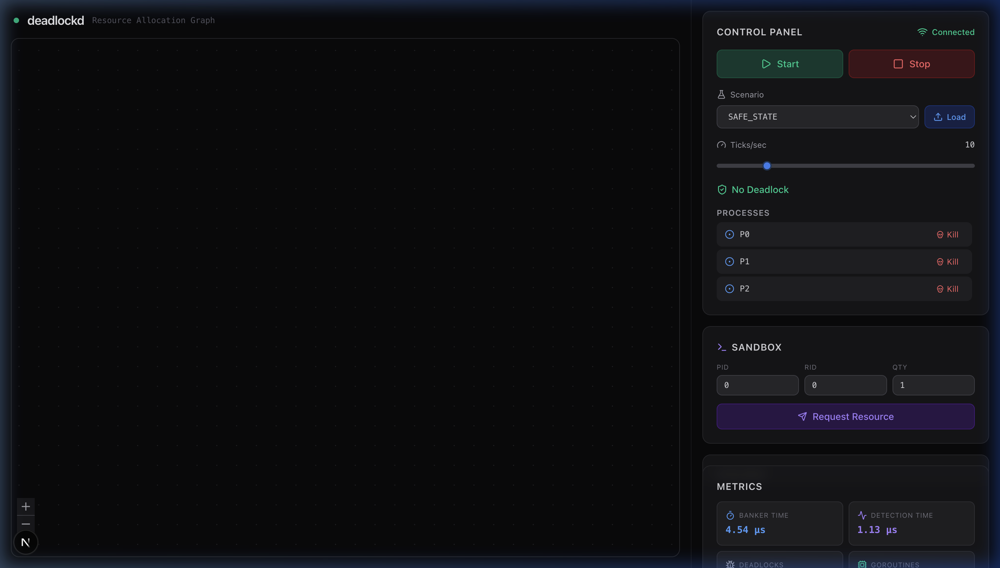 deadlockd Resource Allocation Graph
CONTROL PANEL Connected
Start Stop
Scenario
SAFE_STATE Load
Ticks/sec 10
No Deadlock
PROCESSES
P0 Kill
P1 Kill
P2 Kill
SANDBOX
PID RID QTY
0 0 1
Request Resource
METRICS
BANKER TIME DETECTION TIME
4.54 µs 1.13 µs
DEADLOCKS GOROUTINES
N